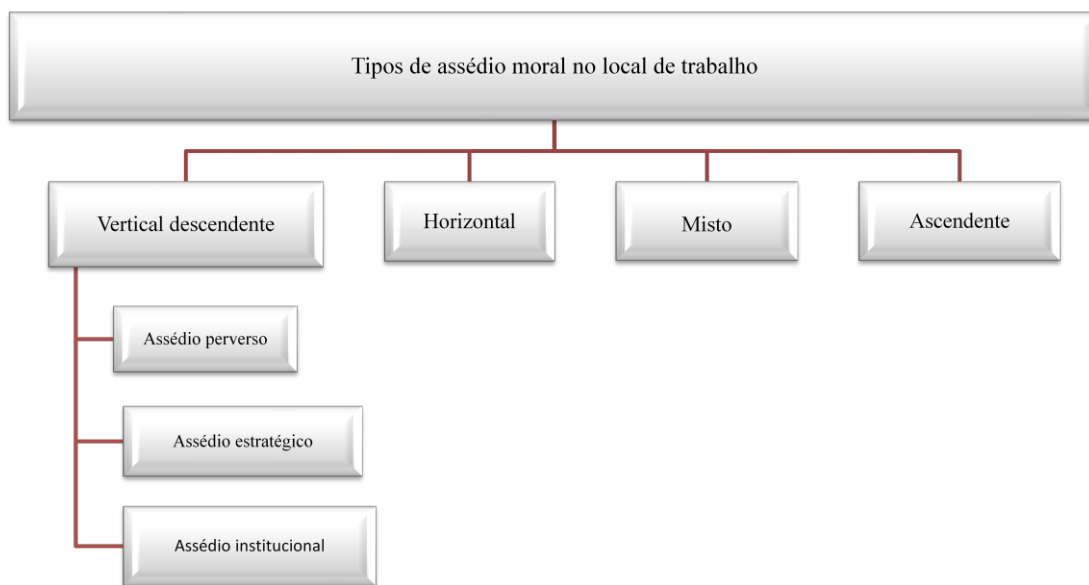 Tipos de assédio moral no local de trabalho
Vertical descendente
Horizontal
Misto
Ascendente
Assédio perverso
Assédio estratégico
Assédio institucional